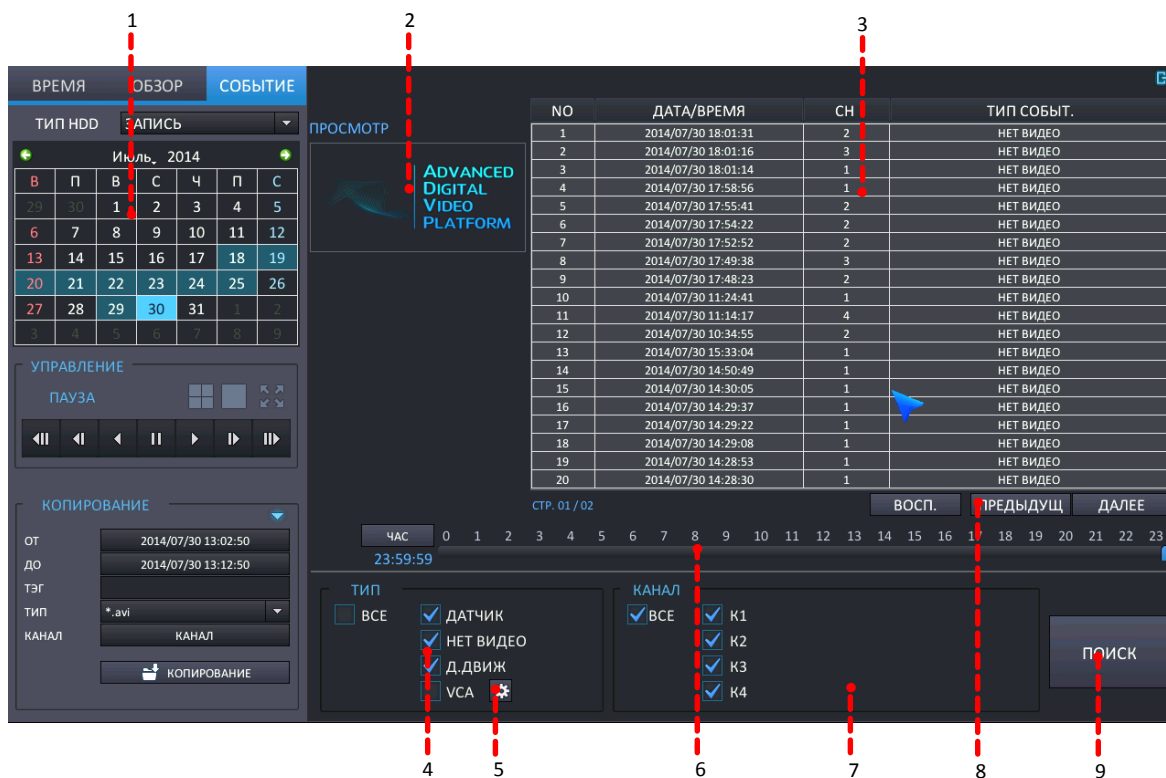 1 2 3
ВРЕМЯ ОБЗОР СОБЫТИЕ
ТИП HDD ЗАПИСЬ
Июль, 2014
В П В С Ч П С
29 30 1 2 3 4 5
6 7 8 9 10 11 12
13 14 15 16 17 18 19
20 21 22 23 24 25 26
27 28 29 30 31 1 2
3 4 5 6 7 8 9
УПРАВЛЕНИЕ
ПАУЗА
КОПИРОВАНИЕ
ОТ 2014/07/30 13:02:50
ДО 2014/07/30 13:12:50
ТЭГ
ТИП *.avi
КАНАЛ КАНАЛ
КОПИРОВАНИЕ
ПРОСМОТР
ADVANCED
DIGITAL
VIDEO
PLATFORM
NO ДАТА/ВРЕМЯ CH ТИП СОБЫТ.
1 2014/07/30 18:01:31 2 НЕТ ВИДЕО
2 2014/07/30 18:01:16 3 НЕТ ВИДЕО
3 2014/07/30 18:01:14 1 НЕТ ВИДЕО
4 2014/07/30 17:58:56 1 НЕТ ВИДЕО
5 2014/07/30 17:55:41 2 НЕТ ВИДЕО
6 2014/07/30 17:54:22 2 НЕТ ВИДЕО
7 2014/07/30 17:52:52 2 НЕТ ВИДЕО
8 2014/07/30 17:49:38 3 НЕТ ВИДЕО
9 2014/07/30 17:48:23 2 НЕТ ВИДЕО
10 2014/07/30 11:24:41 1 НЕТ ВИДЕО
11 2014/07/30 11:14:17 4 НЕТ ВИДЕО
12 2014/07/30 10:34:55 2 НЕТ ВИДЕО
13 2014/07/30 15:33:04 1 НЕТ ВИДЕО
14 2014/07/30 14:50:49 1 НЕТ ВИДЕО
15 2014/07/30 14:30:05 1 НЕТ ВИДЕО
16 2014/07/30 14:29:37 1 НЕТ ВИДЕО
17 2014/07/30 14:29:22 1 НЕТ ВИДЕО
18 2014/07/30 14:29:08 1 НЕТ ВИДЕО
19 2014/07/30 14:28:53 1 НЕТ ВИДЕО
20 2014/07/30 14:28:30 1 НЕТ ВИДЕО
СТР. 01 / 02 ВОСП. ПРЕДЫДУЩ ДАЛЕЕ
ЧАС 0 1 2 3 4 5 6 7 8 9 10 11 12 13 14 15 16 17 18 19 20 21 22 23
23:59:59
ТИП
ВСЕ ДАТЧИК
НЕТ ВИДЕО
Д.ДВИЖ
VCA
КАНАЛ
ВСЕ К1
К2
К3
К4
ПОИСК
4 5 6 7 8 9